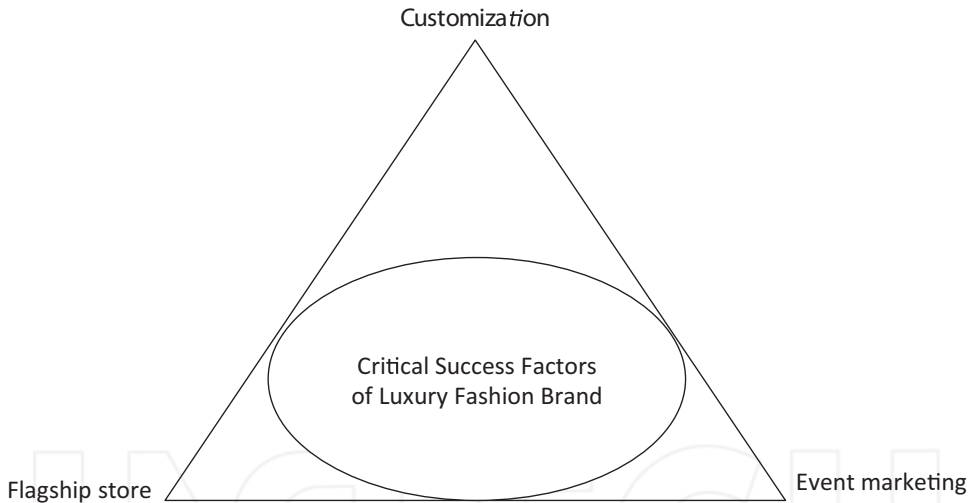 Customization
Critical Success Factors
of Luxury Fashion Brand
Flagship store
Event marketing